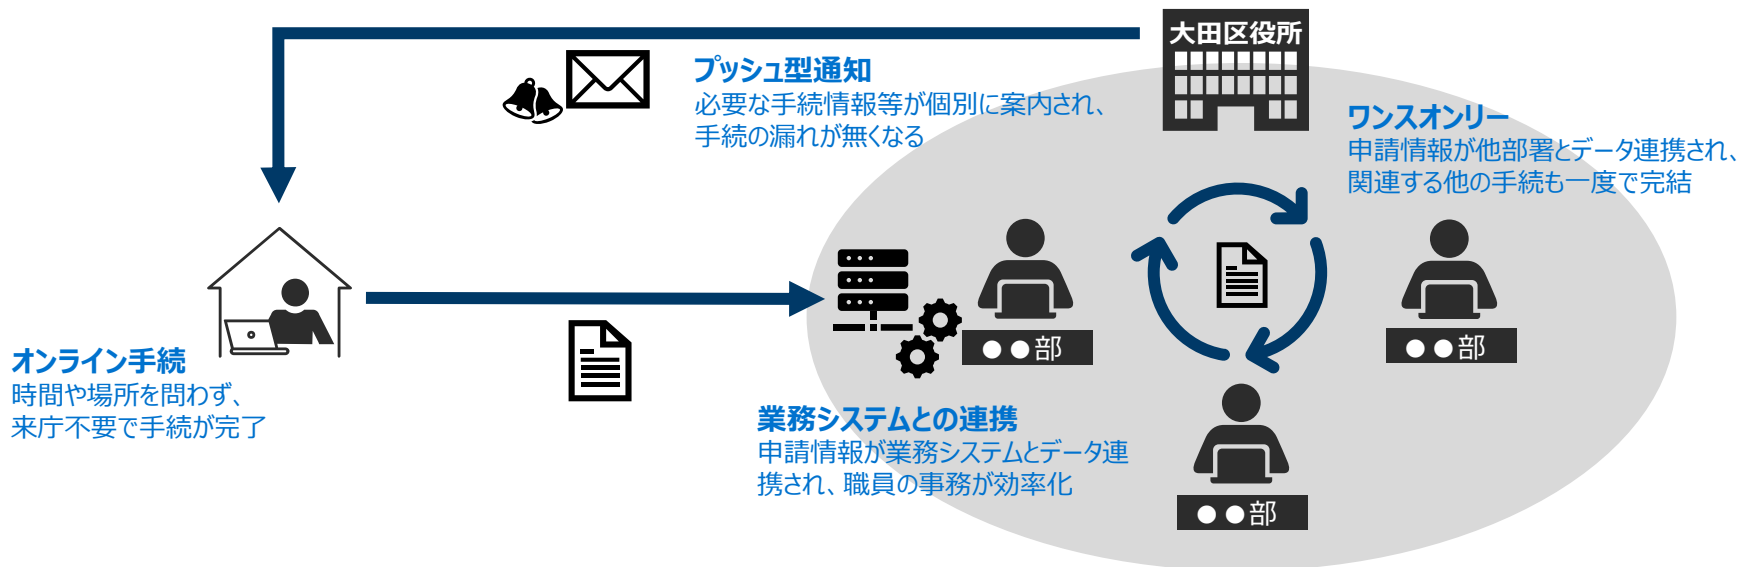 大田区役所
プッシュ型通知
必要な手続情報等が個別に案内され、
手続の漏れが無くなる
ワンスオンリー
申請情報が他部署とデータ連携され、
関連する他の手続も一度で完結
オンライン手続
時間や場所を問わず、
来庁不要で手続が完了
●●部
●●部
業務システムとの連携
申請情報が業務システムとデータ連
携され、職員の事務が効率化
●●部